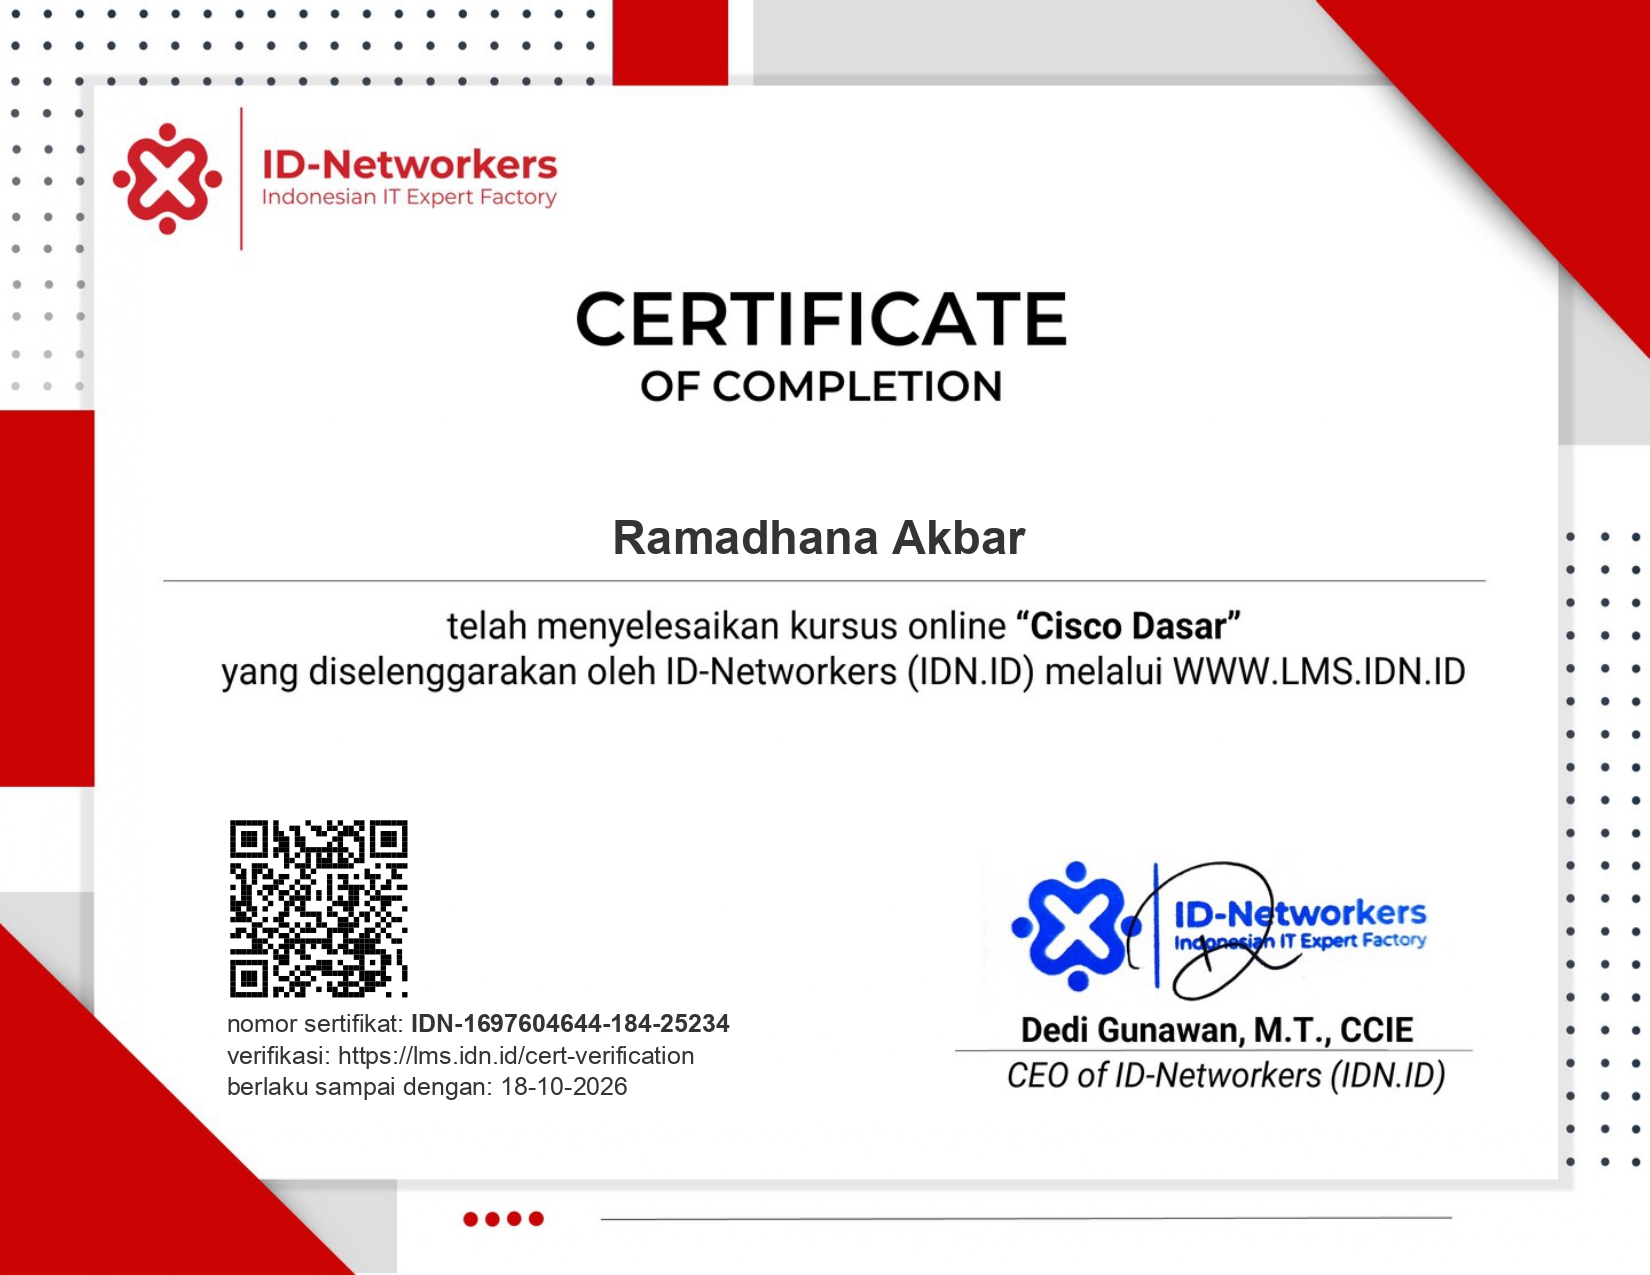 ID-Networkers
Indonesian IT Expert Factory
CERTIFICATE
OF COMPLETION
Ramadhana Akbar
telah menyelesaikan kursus online “Cisco Dasar”
yang diselenggarakan oleh ID-Networkers (IDN.ID) melalui WWW.LMS.IDN.ID
nomor sertifikat: IDN-1697604644-184-25234
verifikasi: https://lms.idn.id/cert-verification
berlaku sampai dengan: 18-10-2026
ID-Networkers
Indonesian IT Expert Factory
Dedi Gunawan, M.T., CCIE
CEO of ID-Networkers (IDN.ID)